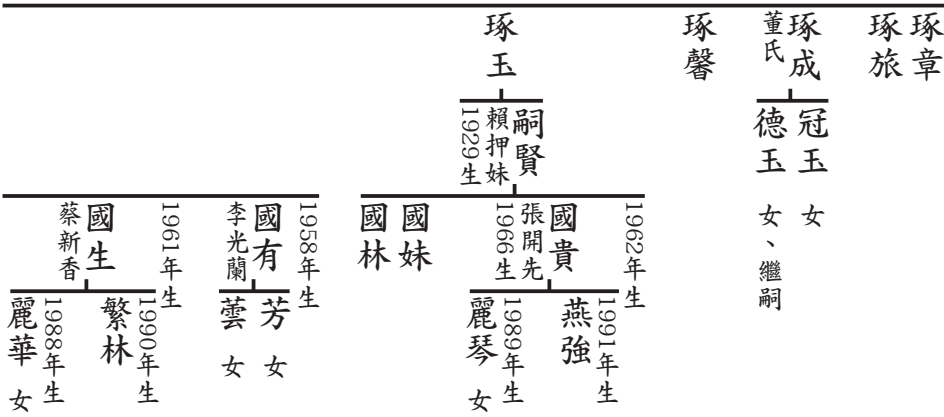 琢章
琢旅
琢成
董氏
琢馨
琢玉
冠玉 女
德玉 女、繼嗣
嗣賢
賴押妹
1929生
1962年生
國貴
張開先
1966生
國妹
國林
1958年生
國有
李光蘭
1961年生
國生
蔡新香
1991年生
燕強
1989年生
麗琴 女
芳 女
蕓 女
1990年生
繁林
1988年生
麗華 女